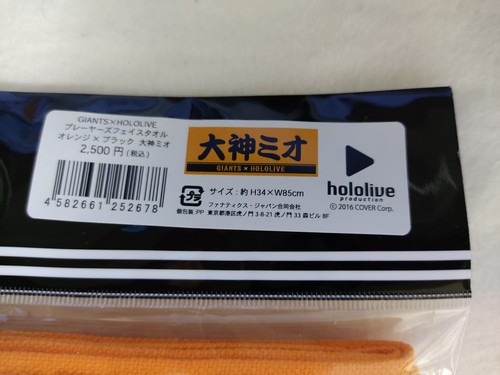 GIANTS×HOLOLIVE
プレーヤーズフェイスタオル
オレンジ×ブラック 大神ミオ
2,500円(税込)
4 582661 252678
大神ミオ
GIANTS×HOLOLIVE
hololive
production
© 2016 COVER Corp.
プラ
サイズ:約 H34×W85cm
ファナティクス・ジャパン合同会社
個包装:PP 東京都港区虎ノ門 3-8-21 虎ノ門 33 森ビル 8F